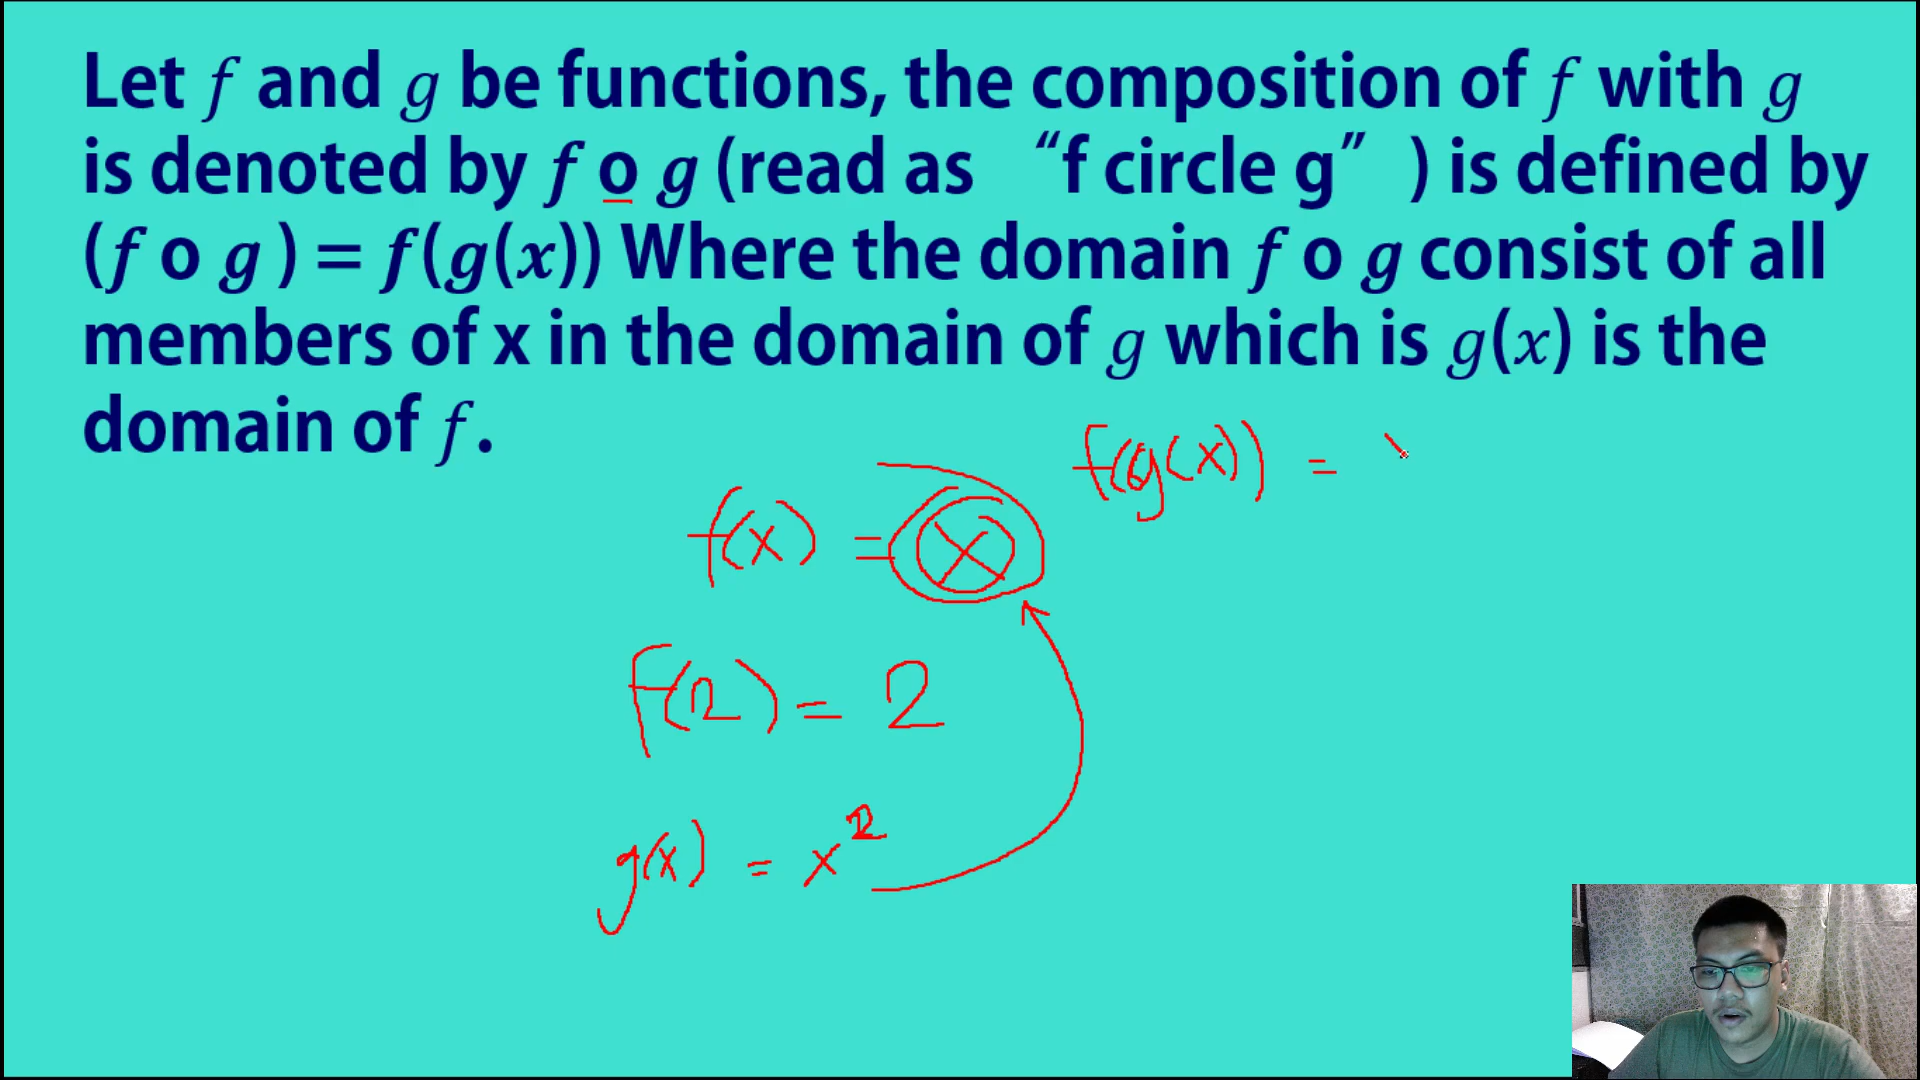 Let f and g be functions, the composition of f with g
is denoted by f o g (read as “f circle g” ) is defined by
(f o g ) = f(g(x)) Where the domain f o g consist of all
members of x in the domain of g which is g(x) is the
domain of f.
f(g(x)) =
f(x) = x
f(2) = 2
g(x) = x²